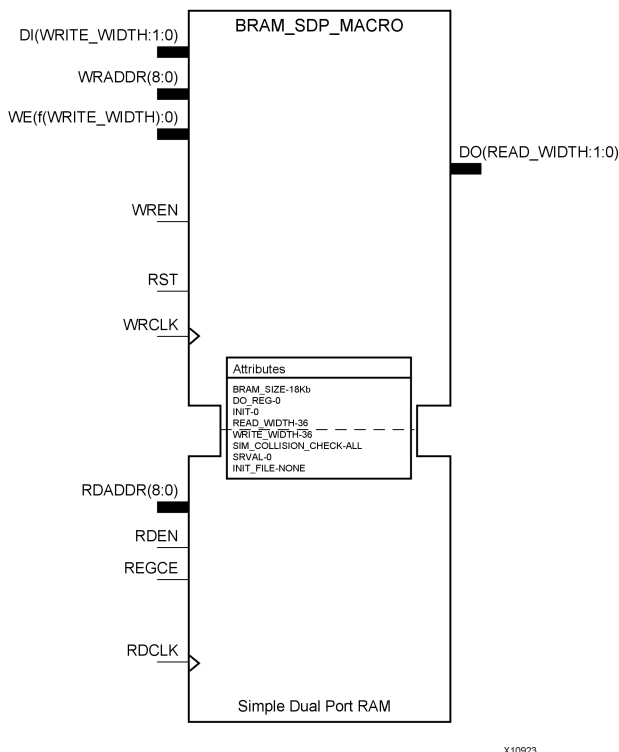 BRAM_SDP_MACRO
DI(WRITE_WIDTH:1:0)
WRADDR(8:0)
WE(f(WRITE_WIDTH):0)
DO(READ_WIDTH:1:0)
WREN
RST
WRCLK
Attributes
BRAM_SIZE-18Kb
DO_REG-0
INIT-0
READ_WIDTH-36
WRITE_WIDTH-36
SIM_COLLISION_CHECK-ALL
SRVAL-0
INIT_FILE-NONE
RDADDR(8:0)
RDEN
REGCE
RDCLK
Simple Dual Port RAM
X10923